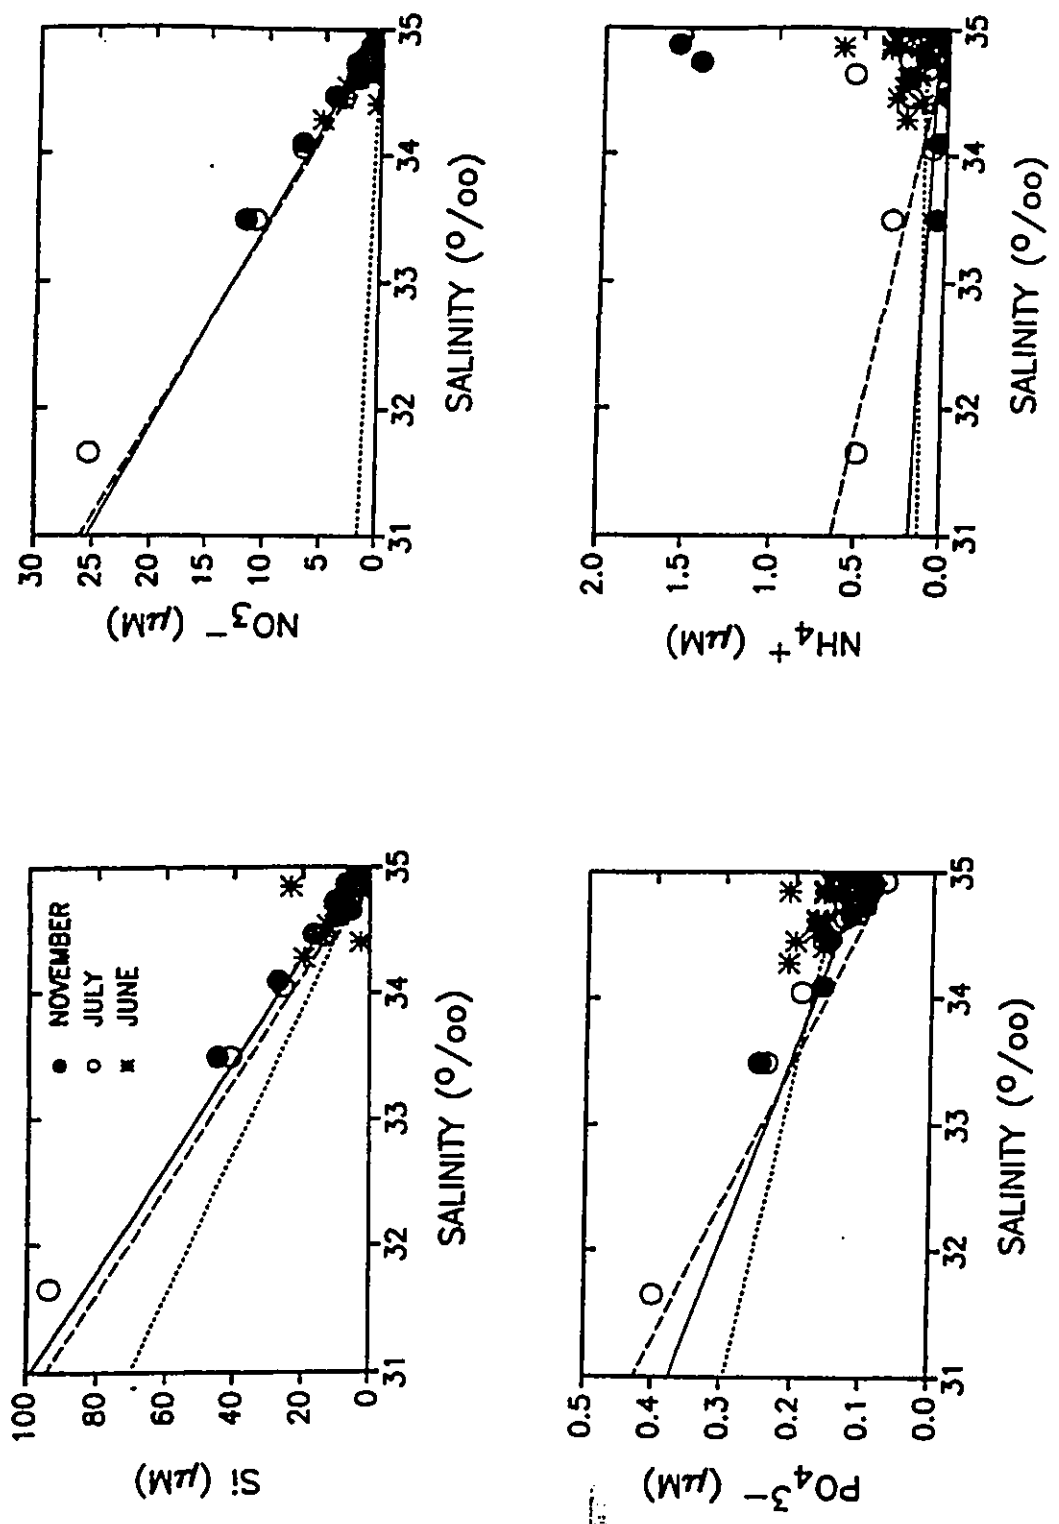 100
80
60
40
20
0
Si (μM)
● NOVEMBER
○ JULY
✳ JUNE
31 32 33 34 35
SALINITY (º/oo)
30
25
20
15
10
5
0
NO₃⁻ (μM)
31 32 33 34 35
SALINITY (º/oo)
0.5
0.4
0.3
0.2
0.1
0.0
PO₄³⁻ (μM)
31 32 33 34 35
SALINITY (º/oo)
2.0
1.5
1.0
0.5
0.0
NH₄⁺ (μM)
31 32 33 34 35
SALINITY (º/oo)